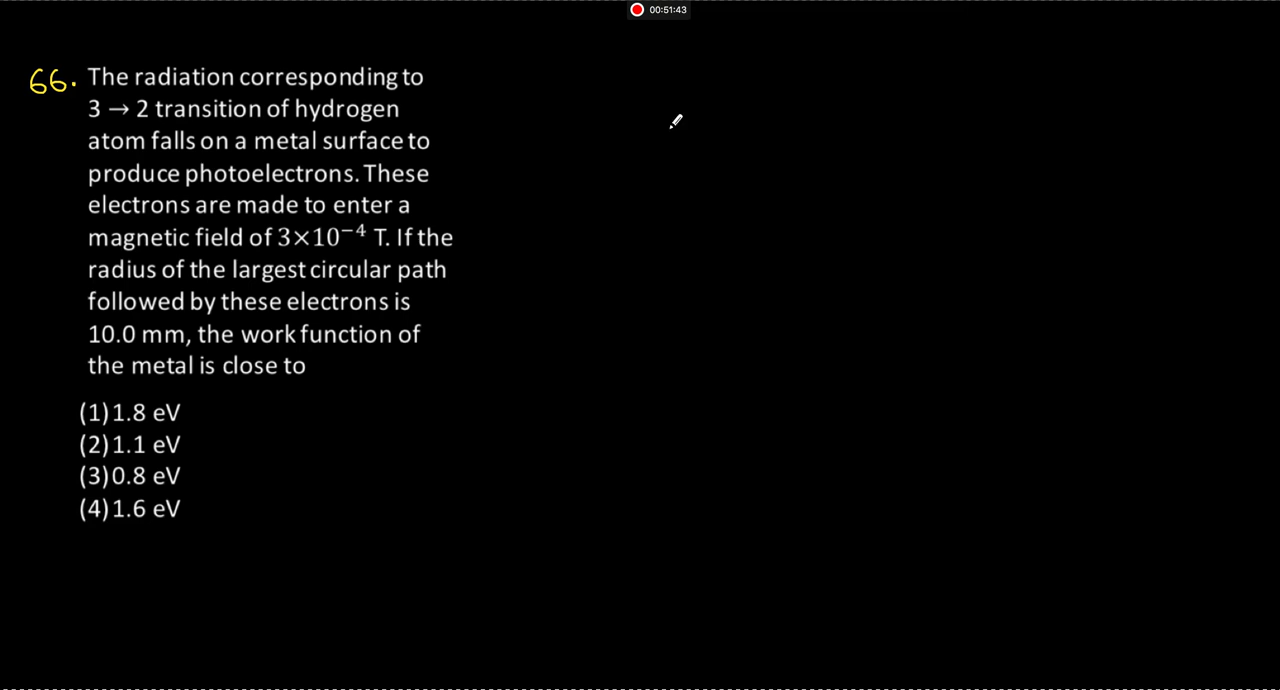 00:51:43
66. The radiation corresponding to
3 → 2 transition of hydrogen
atom falls on a metal surface to
produce photoelectrons. These
electrons are made to enter a
magnetic field of 3×10⁻⁴ T. If the
radius of the largest circular path
followed by these electrons is
10.0 mm, the work function of
the metal is close to
(1) 1.8 eV
(2) 1.1 eV
(3) 0.8 eV
(4) 1.6 eV